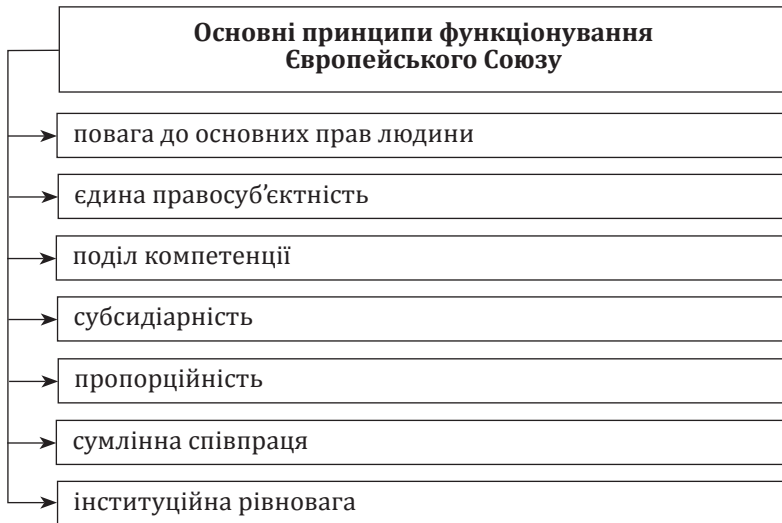 Основні принципи функціонування
Європейського Союзу
повага до основних прав людини
єдина правосуб’єктність
поділ компетенції
субсидіарність
пропорційність
сумлінна співпраця
інституційна рівновага